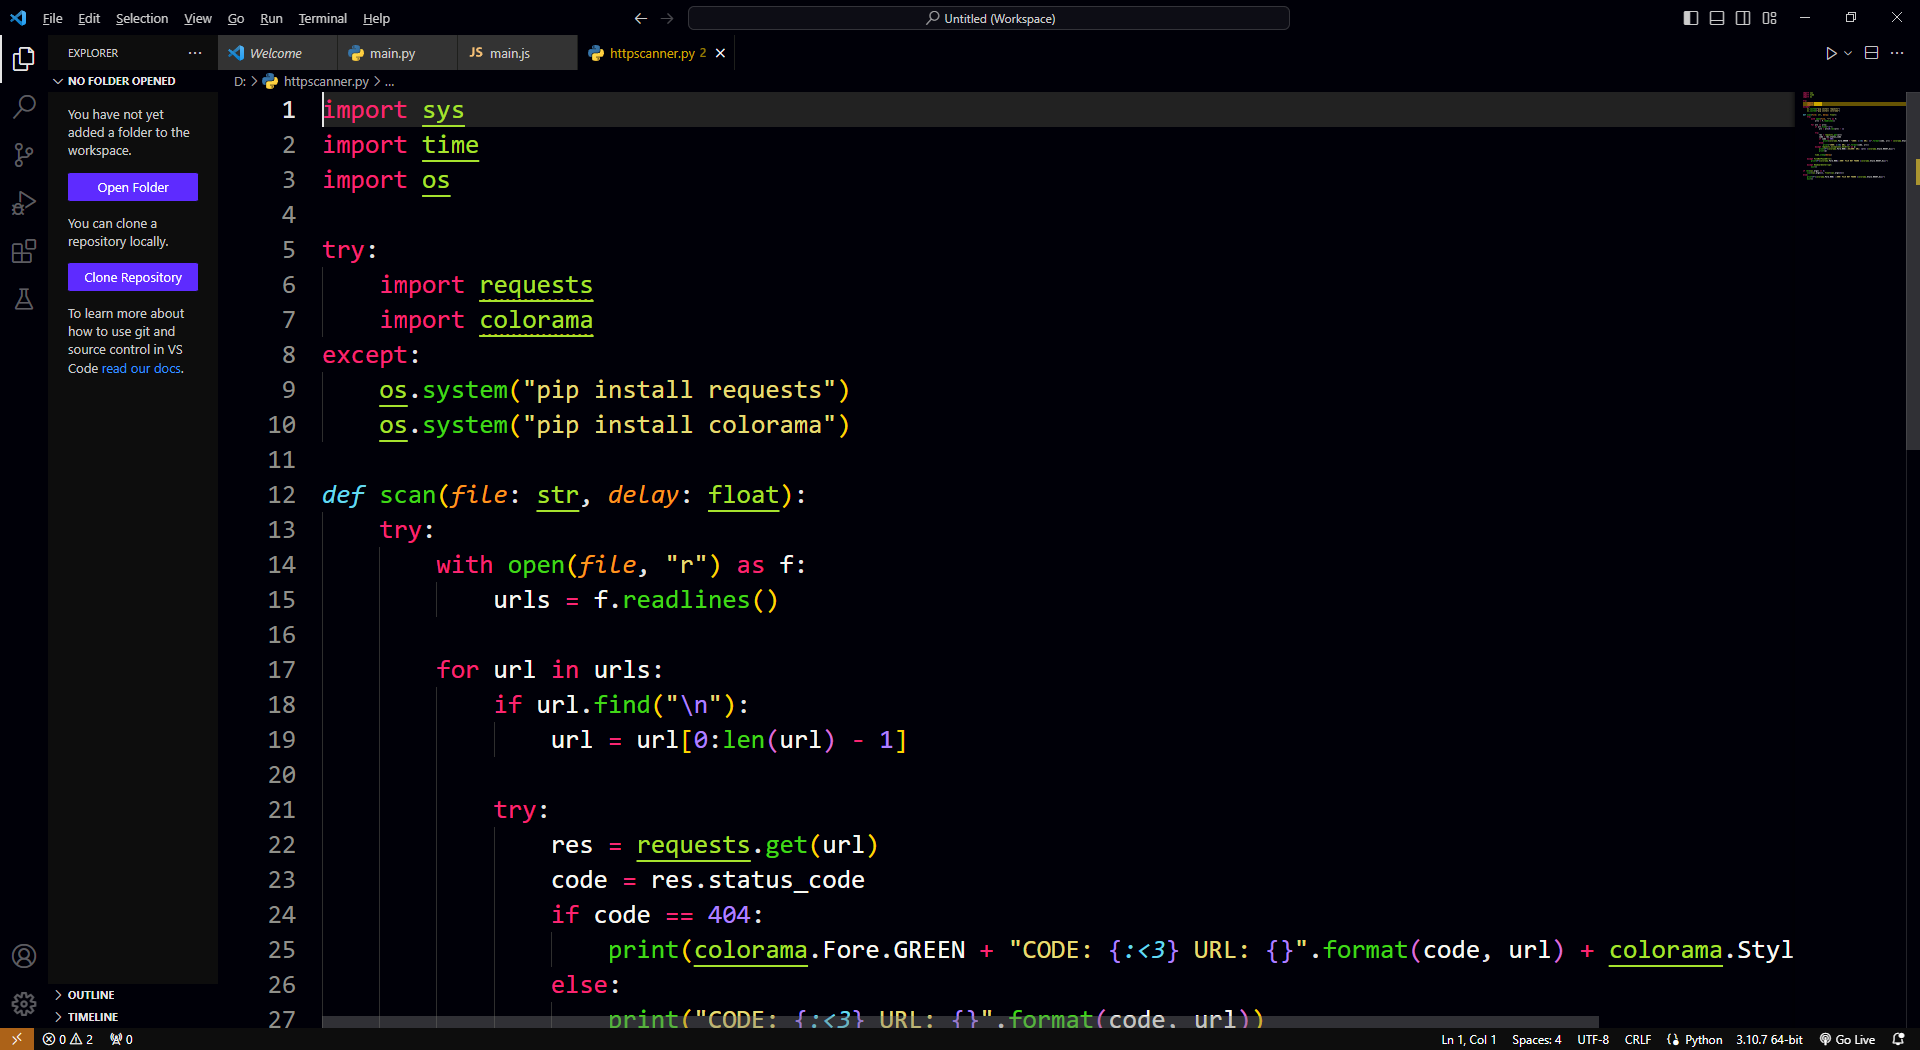 File Edit Selection View Go Run Terminal Help
Untitled (Workspace)
EXPLORER
NO FOLDER OPENED
You have not yet
added a folder to the
workspace.
Open Folder
You can clone a
repository locally.
Clone Repository
To learn more about
how to use git and
source control in VS
Code read our docs.
OUTLINE
TIMELINE
Welcome
main.py
JS main.js
httpscanner.py 2
D: > httpscanner.py > ...
1 import sys
2 import time
3 import os
4
5 try:
6     import requests
7     import colorama
8 except:
9     os.system("pip install requests")
10     os.system("pip install colorama")
11
12 def scan(file: str, delay: float):
13     try:
14         with open(file, "r") as f:
15             urls = f.readlines()
16
17         for url in urls:
18             if url.find("\n"):
19                 url = url[0:len(url) - 1]
20
21             try:
22                 res = requests.get(url)
23                 code = res.status_code
24                 if code == 404:
25                     print(colorama.Fore.GREEN + "CODE: {:<3} URL: {}".format(code, url) + colorama.Styl
26                 else:
27                     print("CODE: {:<3} URL: {}".format(code, url))
0 2 0
Ln 1, Col 1 Spaces: 4 UTF-8 CRLF Python 3.10.7 64-bit Go Live